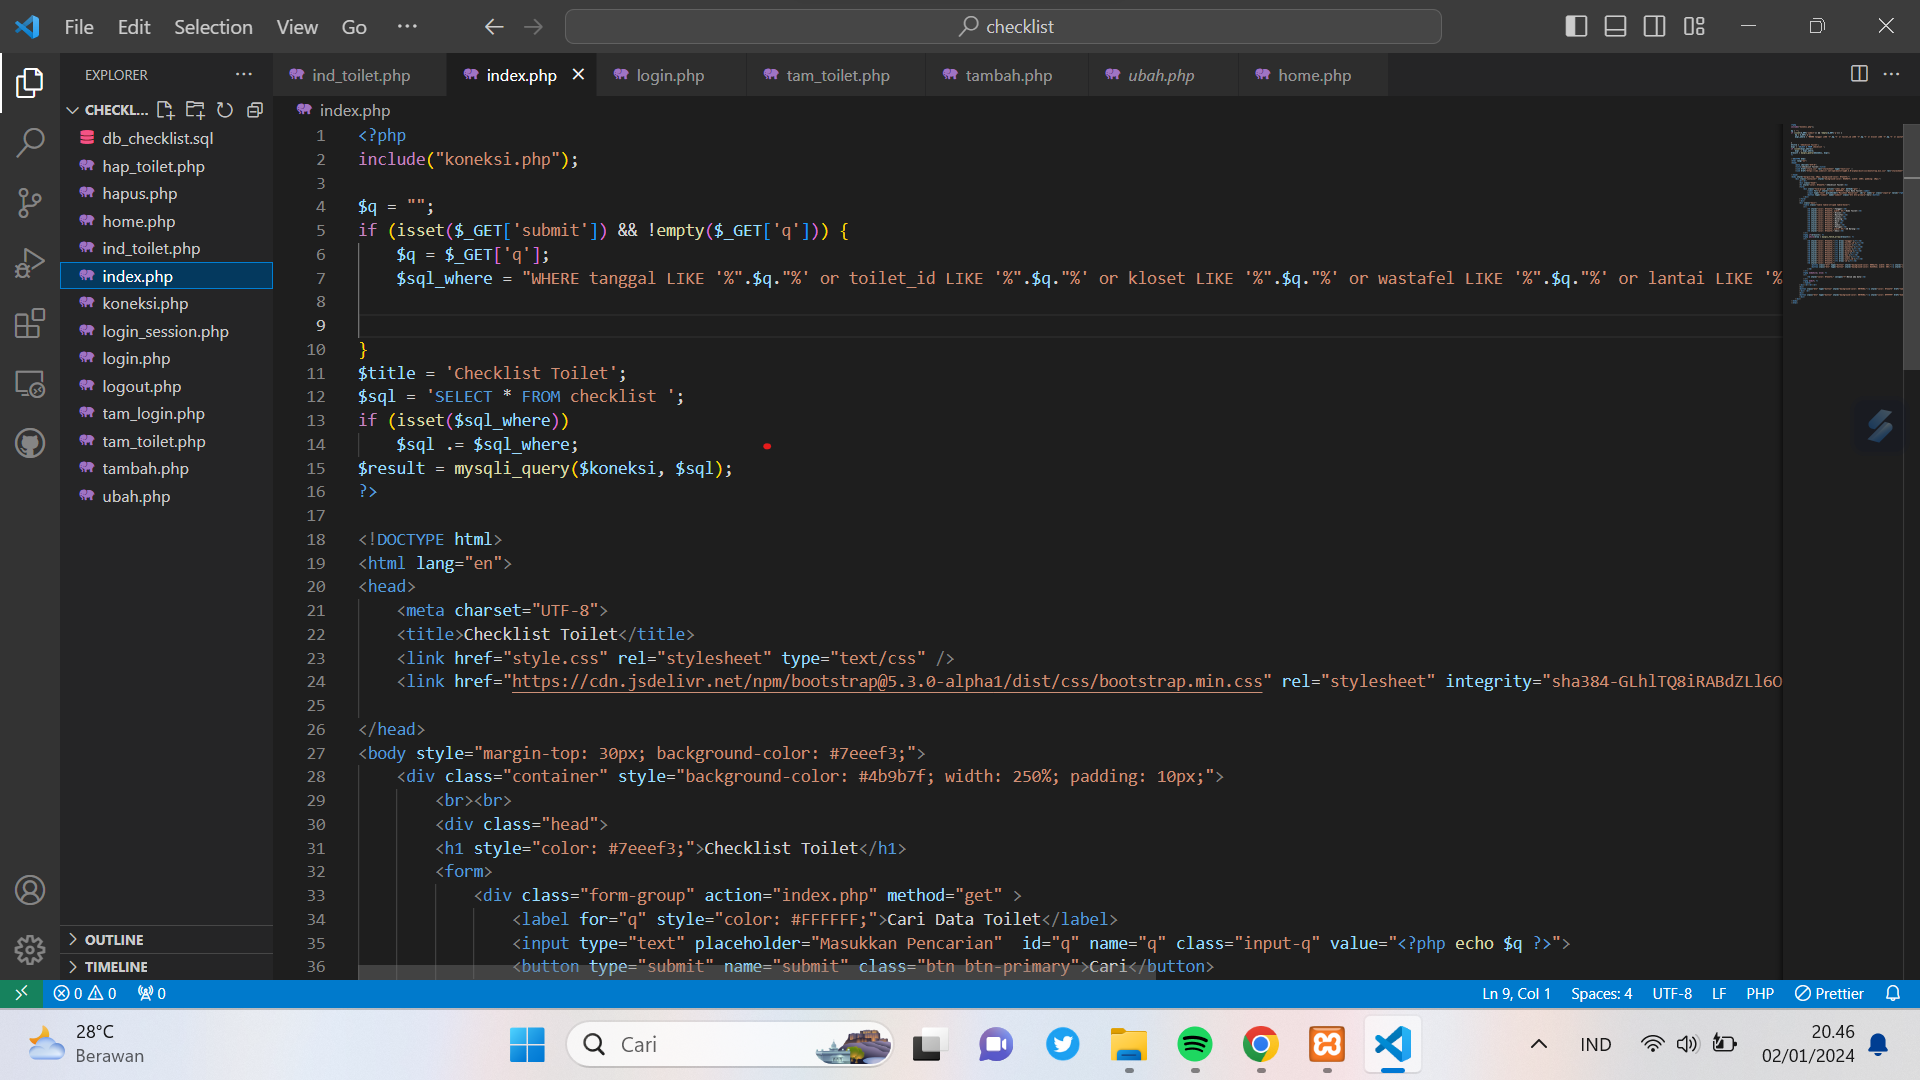 File Edit Selection View Go ··· checklist
EXPLORER ···
ind_toilet.php index.php login.php tam_toilet.php tambah.php ubah.php home.php ···
CHECKL...
db_checklist.sql
hap_toilet.php
hapus.php
home.php
ind_toilet.php
index.php
koneksi.php
login_session.php
login.php
logout.php
tam_login.php
tam_toilet.php
tambah.php
ubah.php
OUTLINE
TIMELINE
index.php
1 <?php
2 include("koneksi.php");
3
4 $q = "";
5 if (isset($_GET['submit']) && !empty($_GET['q'])) {
6 $q = $_GET['q'];
7 $sql_where = "WHERE tanggal LIKE '%".$q."%' or toilet_id LIKE '%".$q."%' or kloset LIKE '%".$q."%' or wastafel LIKE '%".$q."%' or lantai LIKE '%
8
9
10 }
11 $title = 'Checklist Toilet';
12 $sql = 'SELECT * FROM checklist ';
13 if (isset($sql_where))
14 $sql .= $sql_where;
15 $result = mysqli_query($koneksi, $sql);
16 ?>
17
18 <!DOCTYPE html>
19 <html lang="en">
20 <head>
21 <meta charset="UTF-8">
22 <title>Checklist Toilet</title>
23 <link href="style.css" rel="stylesheet" type="text/css" />
24 <link href="https://cdn.jsdelivr.net/npm/bootstrap@5.3.0-alpha1/dist/css/bootstrap.min.css" rel="stylesheet" integrity="sha384-GLhlTQ8iRABdZLl6O
25
26 </head>
27 <body style="margin-top: 30px; background-color: #7eeef3;">
28 <div class="container" style="background-color: #4b9b7f; width: 250%; padding: 10px;">
29 <br><br>
30 <div class="head">
31 <h1 style="color: #7eeef3;">Checklist Toilet</h1>
32 <form>
33 <div class="form-group" action="index.php" method="get" >
34 <label for="q" style="color: #FFFFFF;">Cari Data Toilet</label>
35 <input type="text" placeholder="Masukkan Pencarian"  id="q" name="q" class="input-q" value="<?php echo $q ?>">
36 <button type="submit" name="submit" class="btn btn-primary">Cari</button>
0 0 0 Ln 9, Col 1 Spaces: 4 UTF-8 LF PHP Prettier
28°C
Berawan
Cari
IND
20.46
02/01/2024